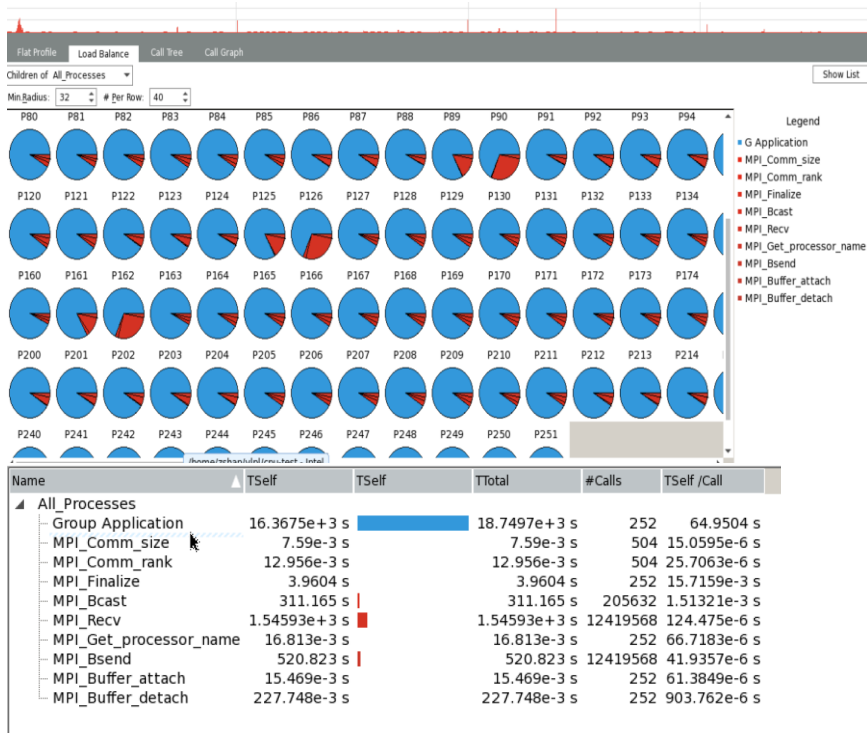 Flat Profile Load Balance Call Tree Call Graph
Children of All_Processes Show List
Min Radius: 32 # Per Row: 40
P80 P81 P82 P83 P84 P85 P86 P87 P88 P89 P90 P91 P92 P93 P94
P120 P121 P122 P123 P124 P125 P126 P127 P128 P129 P130 P131 P132 P133 P134
P160 P161 P162 P163 P164 P165 P166 P167 P168 P169 P170 P171 P172 P173 P174
P200 P201 P202 P203 P204 P205 P206 P207 P208 P209 P210 P211 P212 P213 P214
P240 P241 P242 P243 P244 P245 P246 P247 P248 P249 P250 P251
Legend
G Application
MPI_Comm_size
MPI_Comm_rank
MPI_Finalize
MPI_Bcast
MPI_Recv
MPI_Get_processor_name
MPI_Bsend
MPI_Buffer_attach
MPI_Buffer_detach
Name TSelf TSelf TTotal #Calls TSelf /Call
All_Processes
Group Application 16.3675e+3 s 18.7497e+3 s 252 64.9504 s
MPI_Comm_size 7.59e-3 s 7.59e-3 s 504 15.0595e-6 s
MPI_Comm_rank 12.956e-3 s 12.956e-3 s 504 25.7063e-6 s
MPI_Finalize 3.9604 s 3.9604 s 252 15.7159e-3 s
MPI_Bcast 311.165 s 311.165 s 205632 1.51321e-3 s
MPI_Recv 1.54593e+3 s 1.54593e+3 s 12419568 124.475e-6 s
MPI_Get_processor_name 16.813e-3 s 16.813e-3 s 252 66.7183e-6 s
MPI_Bsend 520.823 s 520.823 s 12419568 41.9357e-6 s
MPI_Buffer_attach 15.469e-3 s 15.469e-3 s 252 61.3849e-6 s
MPI_Buffer_detach 227.748e-3 s 227.748e-3 s 252 903.762e-6 s